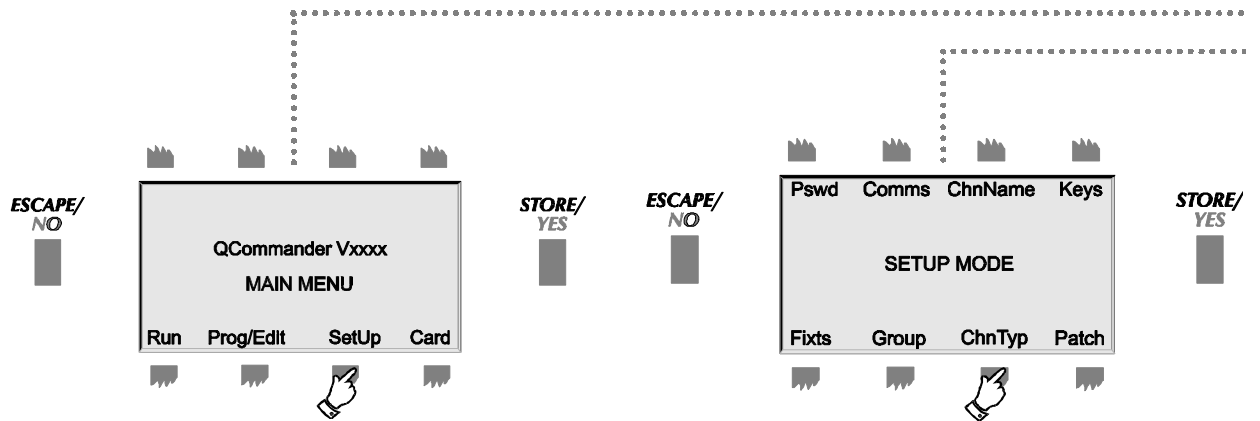 ESCAPE/
NO
QCommander Vxxxx
MAIN MENU
Run Prog/Edit SetUp Card
STORE/
YES
ESCAPE/
NO
Pswd Comms ChnName Keys
SETUP MODE
Fixts Group ChnTyp Patch
STORE/
YES